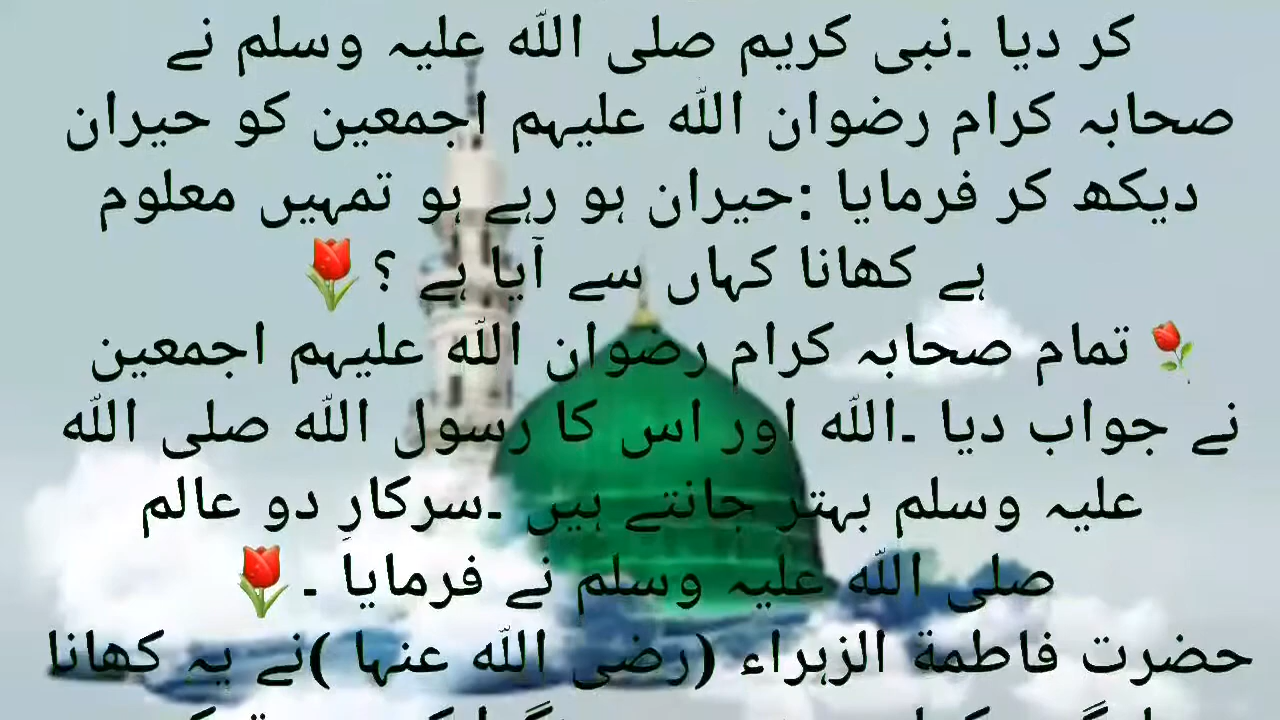 کر دیا ۔نبی کریم صلی اللہ علیہ وسلم نے
صحابہ کرام رضوان اللہ علیہم اجمعین کو حیران
دیکھ کر فرمایا :حیران ہو رہے ہو تمہیں معلوم
ہے کھانا کہاں سے آیا ہے ؟ 🌷
🌹 تمام صحابہ کرام رضوان اللہ علیہم اجمعین
نے جواب دیا ۔اللہ اور اس کا رسول اللہ صلی اللہ
علیہ وسلم بہتر جانتے ہیں ۔سرکارِ دو عالم
صلی اللہ علیہ وسلم نے فرمایا ۔ 🌷
حضرت فاطمة الزہراء (رضی اللہ عنہا )نے یہ کھانا